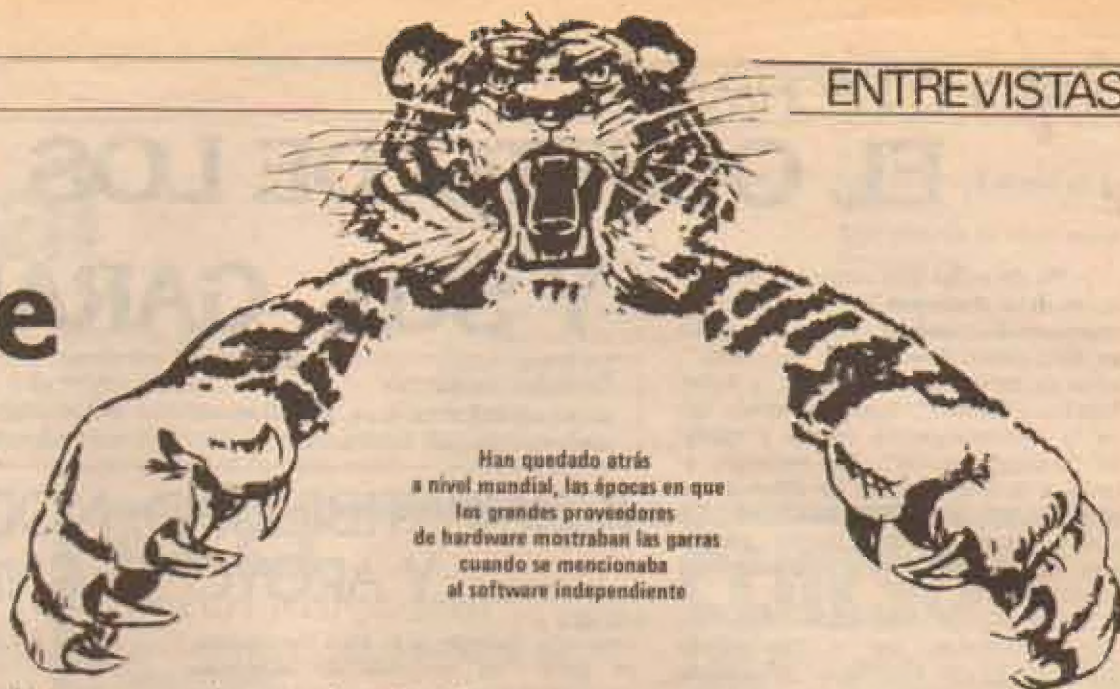 ENTREVISTAS
e
Han quedado atrás
a nivel mundial, las épocas en que
los grandes proveedores
de hardware mostraban las garras
cuando se mencionaba
al software independiente